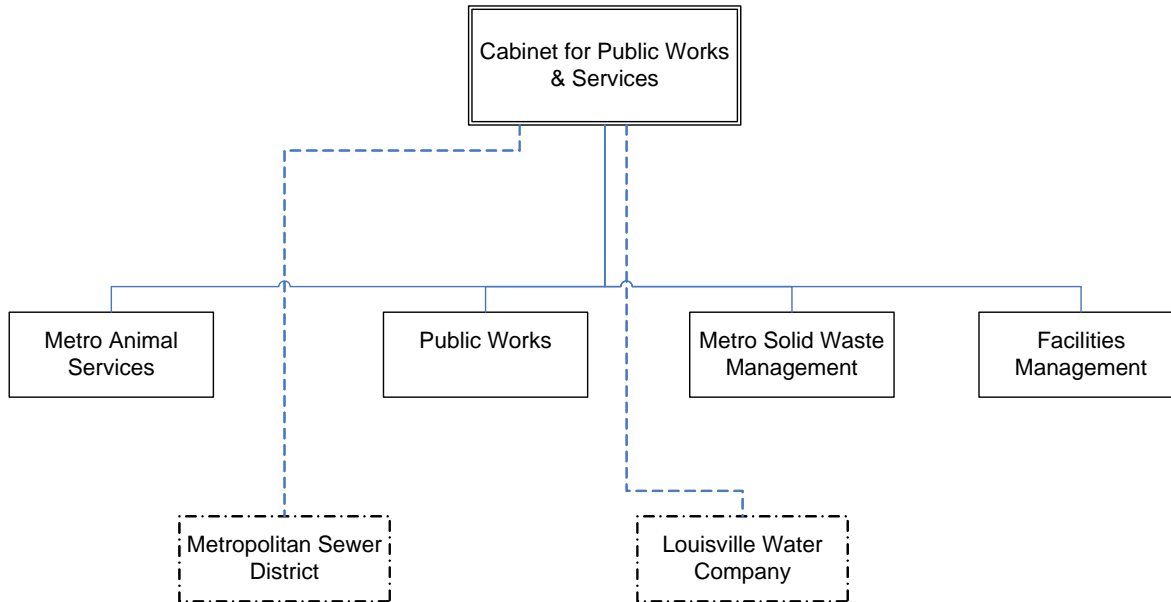 Cabinet for Public Works
& Services
Metro Animal
Services
Public Works
Metro Solid Waste
Management
Facilities
Management
Metropolitan Sewer
District
Louisville Water
Company